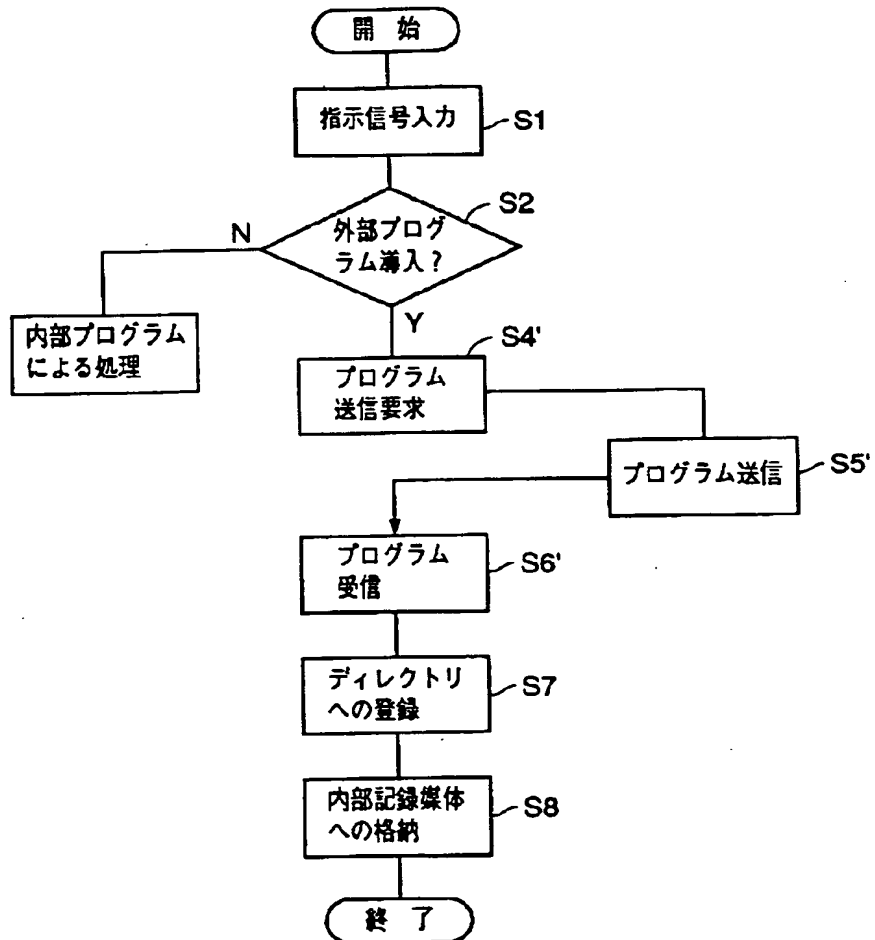 開 始
指示信号入力
S1
外部プログ
ラム導入?
S2
N
Y
内部プログラム
による処理
プログラム
送信要求
S4'
プログラム送信
S5'
プログラム
受信
S6'
ディレクトリ
への登録
S7
内部記録媒体
への格納
S8
終 了